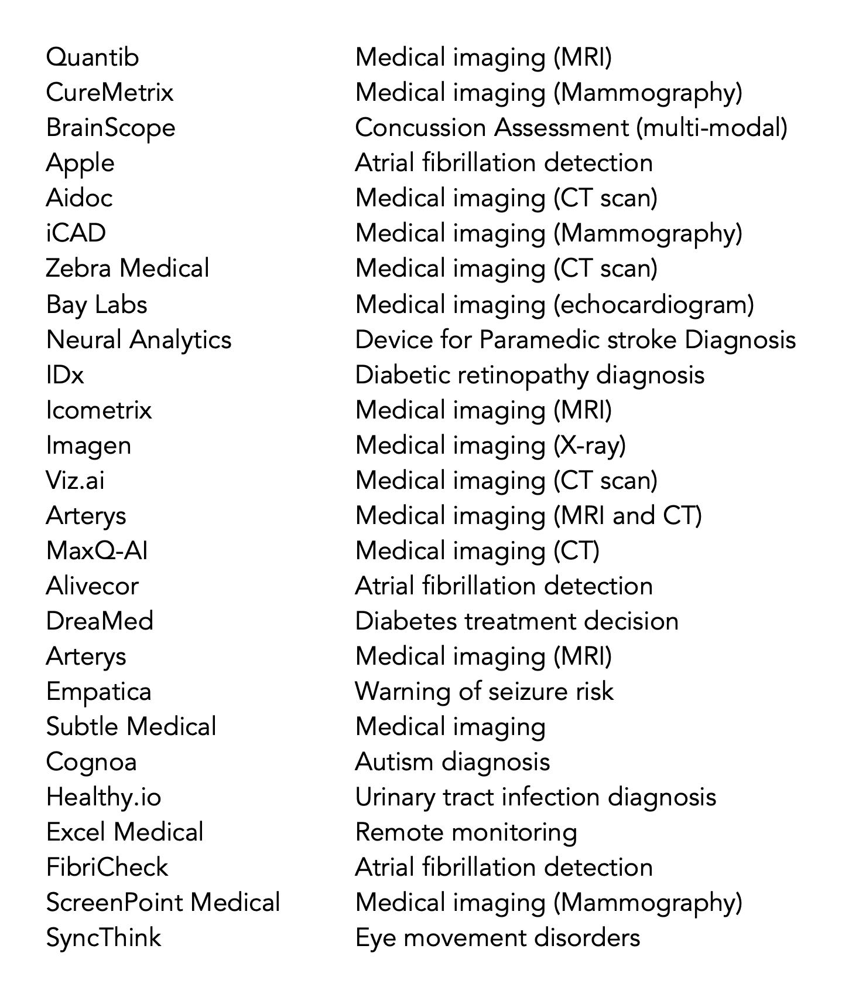 Quantib Medical imaging (MRI)
CureMetrix Medical imaging (Mammography)
BrainScope Concussion Assessment (multi-modal)
Apple Atrial fibrillation detection
Aidoc Medical imaging (CT scan)
iCAD Medical imaging (Mammography)
Zebra Medical Medical imaging (CT scan)
Bay Labs Medical imaging (echocardiogram)
Neural Analytics Device for Paramedic stroke Diagnosis
IDx Diabetic retinopathy diagnosis
Icometrix Medical imaging (MRI)
Imagen Medical imaging (X-ray)
Viz.ai Medical imaging (CT scan)
Arterys Medical imaging (MRI and CT)
MaxQ-AI Medical imaging (CT)
Alivecor Atrial fibrillation detection
DreaMed Diabetes treatment decision
Arterys Medical imaging (MRI)
Empatica Warning of seizure risk
Subtle Medical Medical imaging
Cognoa Autism diagnosis
Healthy.io Urinary tract infection diagnosis
Excel Medical Remote monitoring
FibriCheck Atrial fibrillation detection
ScreenPoint Medical Medical imaging (Mammography)
SyncThink Eye movement disorders